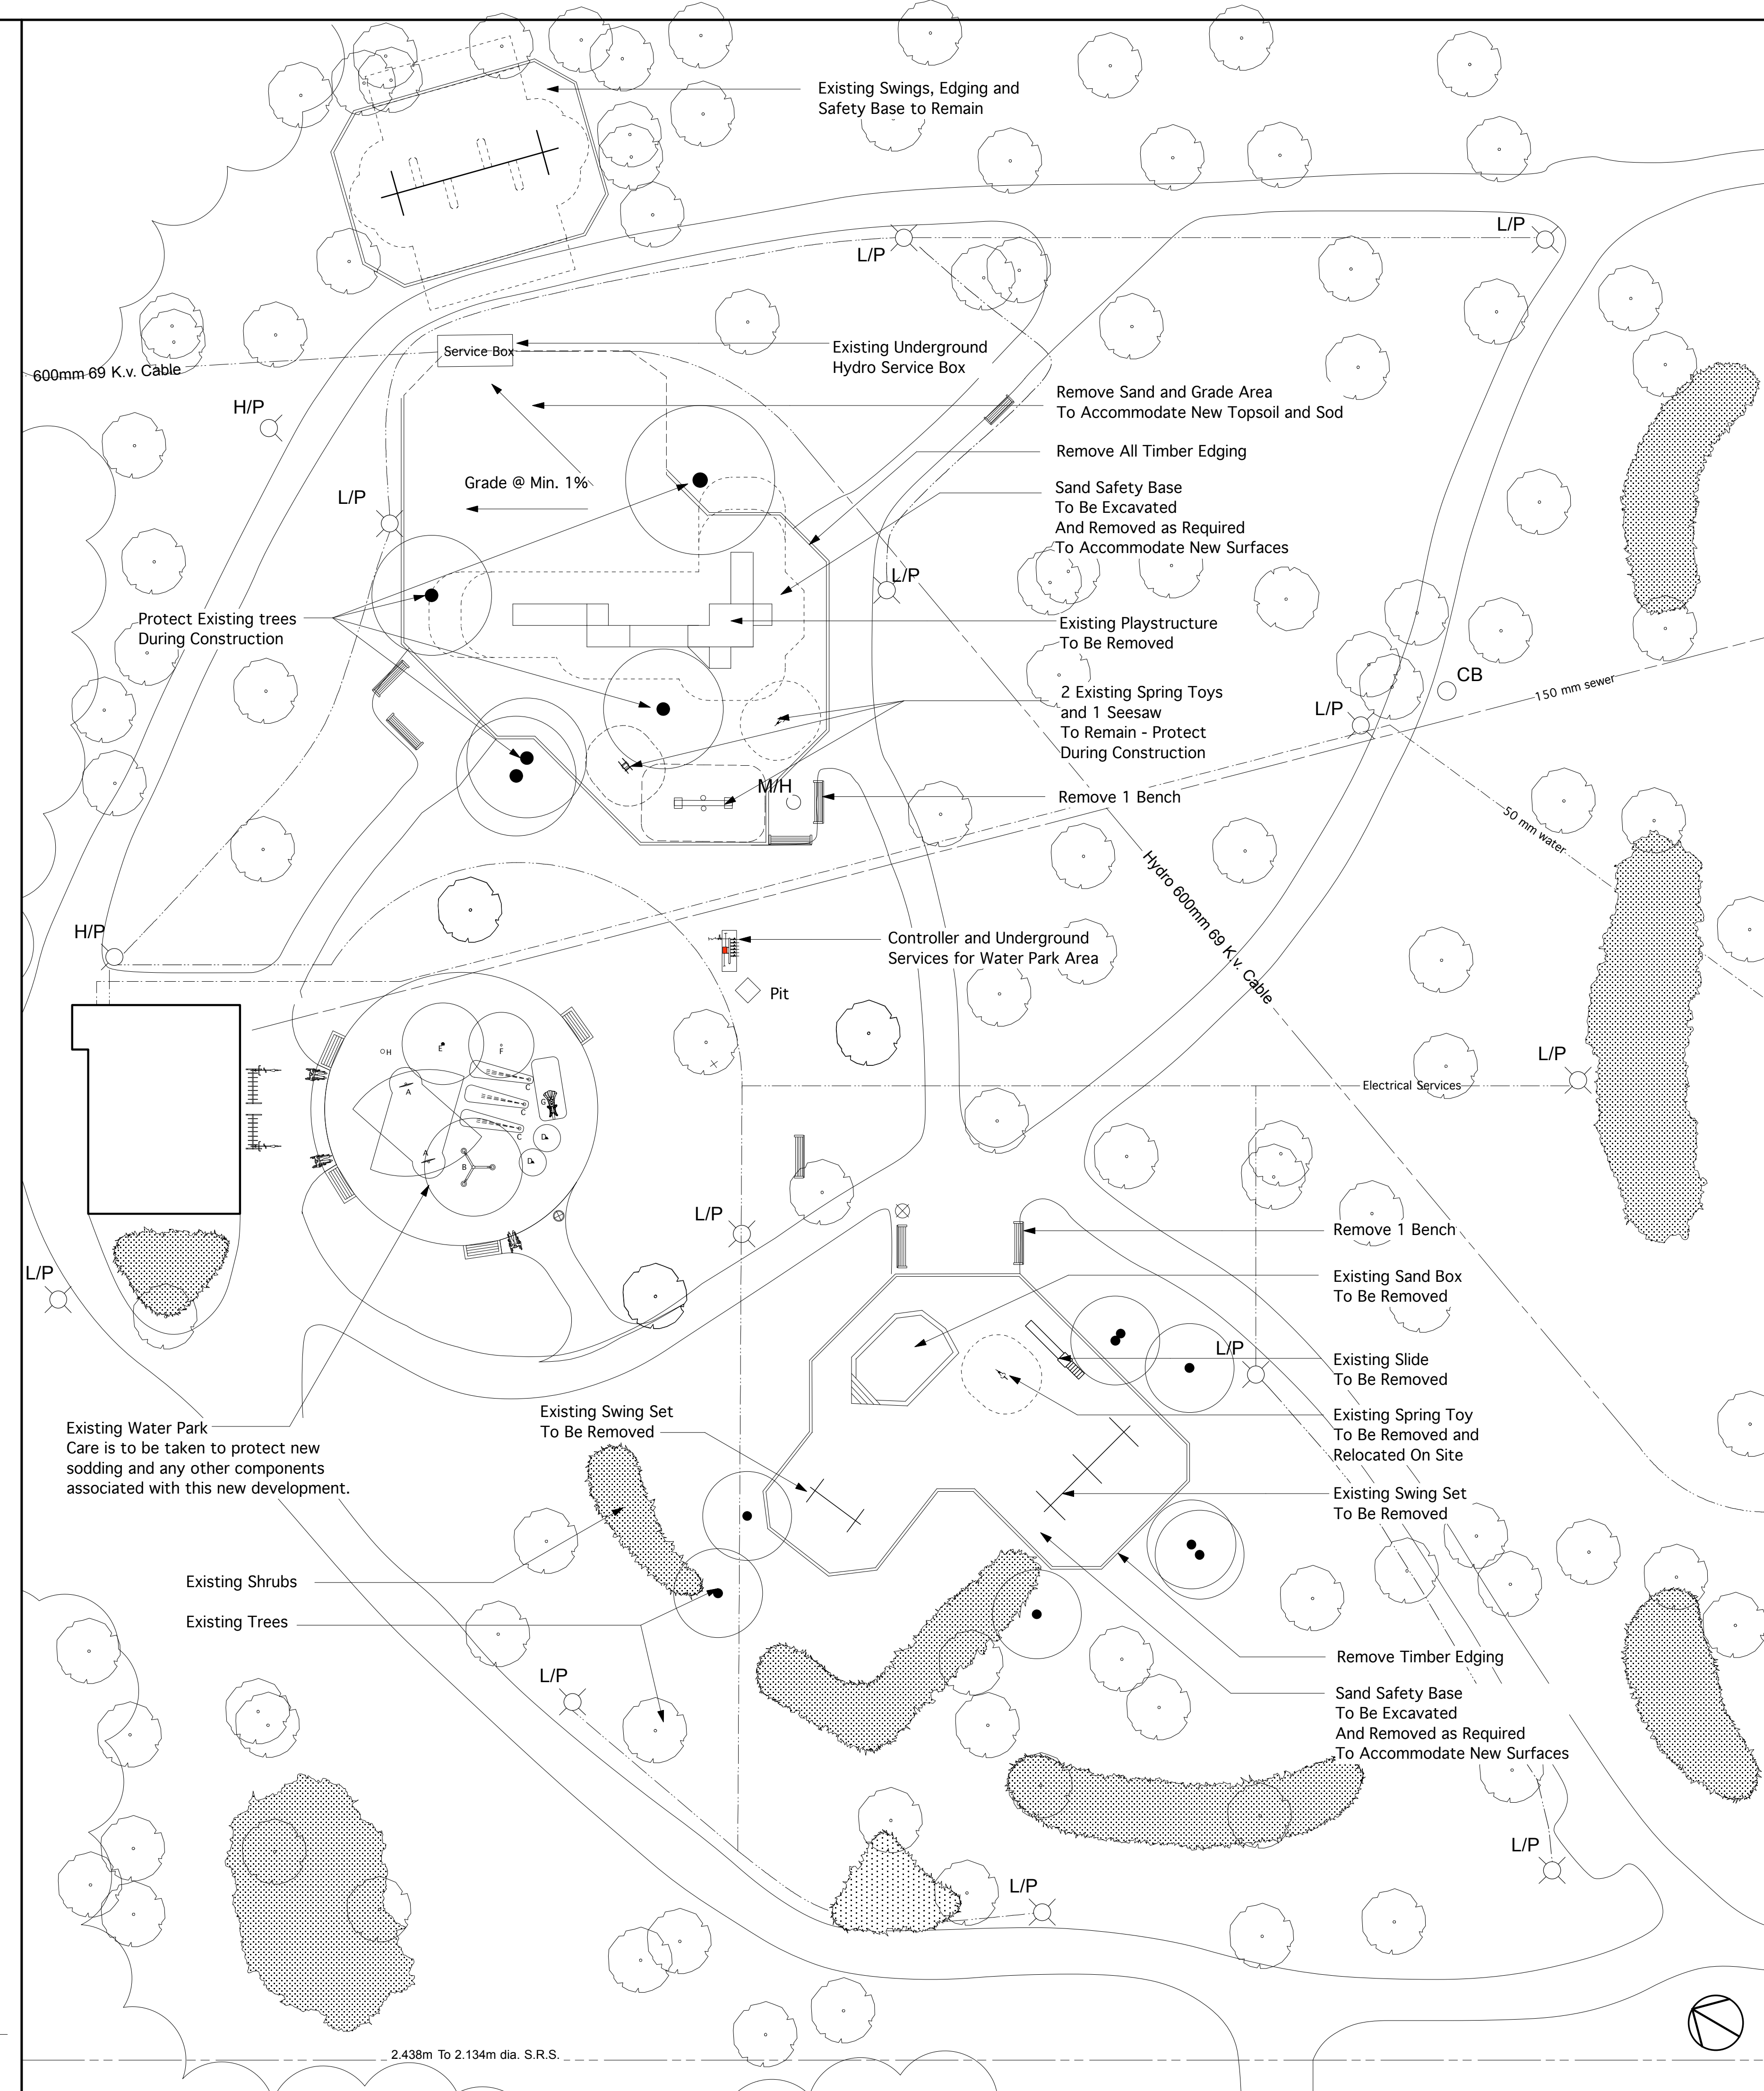 Existing Swings, Edging and
Safety Base to Remain
L/P
L/P
Service Box
Existing Underground
Hydro Service Box
600mm 69 K.v. Cable
H/P
Remove Sand and Grade Area
To Accommodate New Topsoil and Sod
Remove All Timber Edging
Grade @ Min. 1%
L/P
Sand Safety Base
To Be Excavated
And Removed as Required
To Accommodate New Surfaces
L/P
Protect Existing trees
During Construction
Existing Playstructure
To Be Removed
CB
150 mm sewer
2 Existing Spring Toys
and 1 Seesaw
To Remain - Protect
During Construction
L/P
M/H
Remove 1 Bench
50 mm water
Hydro 600mm 69 K.v. Cable
H/P
Controller and Underground
Services for Water Park Area
Pit
H
E
F
A
C
C
G
C
D
A
B
D
L/P
Electrical Services
L/P
Remove 1 Bench
L/P
Existing Sand Box
To Be Removed
L/P
Existing Slide
To Be Removed
Existing Water Park
Care is to be taken to protect new
sodding and any other components
associated with this new development.
Existing Swing Set
To Be Removed
Existing Spring Toy
To Be Removed and
Relocated On Site
Existing Swing Set
To Be Removed
Existing Shrubs
Existing Trees
Remove Timber Edging
L/P
Sand Safety Base
To Be Excavated
And Removed as Required
To Accommodate New Surfaces
L/P
L/P
2.438m To 2.134m dia. S.R.S.